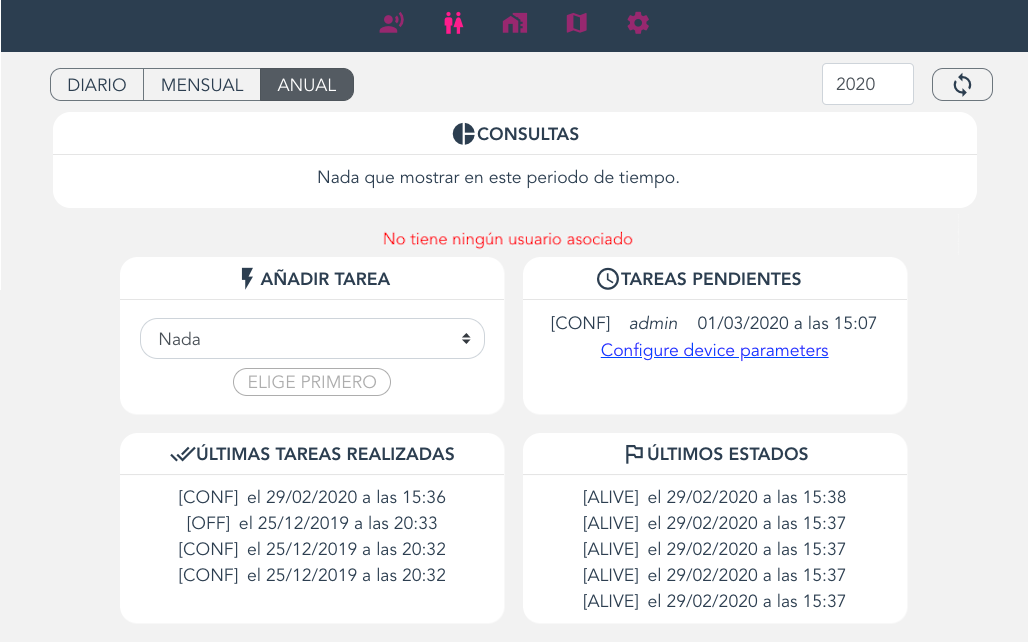 DIARIO MENSUAL ANUAL 2020
CONSULTAS
Nada que mostrar en este periodo de tiempo.
No tiene ningún usuario asociado
AÑADIR TAREA
Nada
ELIGE PRIMERO
TAREAS PENDIENTES
[CONF] admin 01/03/2020 a las 15:07
Configure device parameters
ÚLTIMAS TAREAS REALIZADAS
[CONF] el 29/02/2020 a las 15:36
[OFF] el 25/12/2019 a las 20:33
[CONF] el 25/12/2019 a las 20:32
[CONF] el 25/12/2019 a las 20:32
ÚLTIMOS ESTADOS
[ALIVE] el 29/02/2020 a las 15:38
[ALIVE] el 29/02/2020 a las 15:37
[ALIVE] el 29/02/2020 a las 15:37
[ALIVE] el 29/02/2020 a las 15:37
[ALIVE] el 29/02/2020 a las 15:37